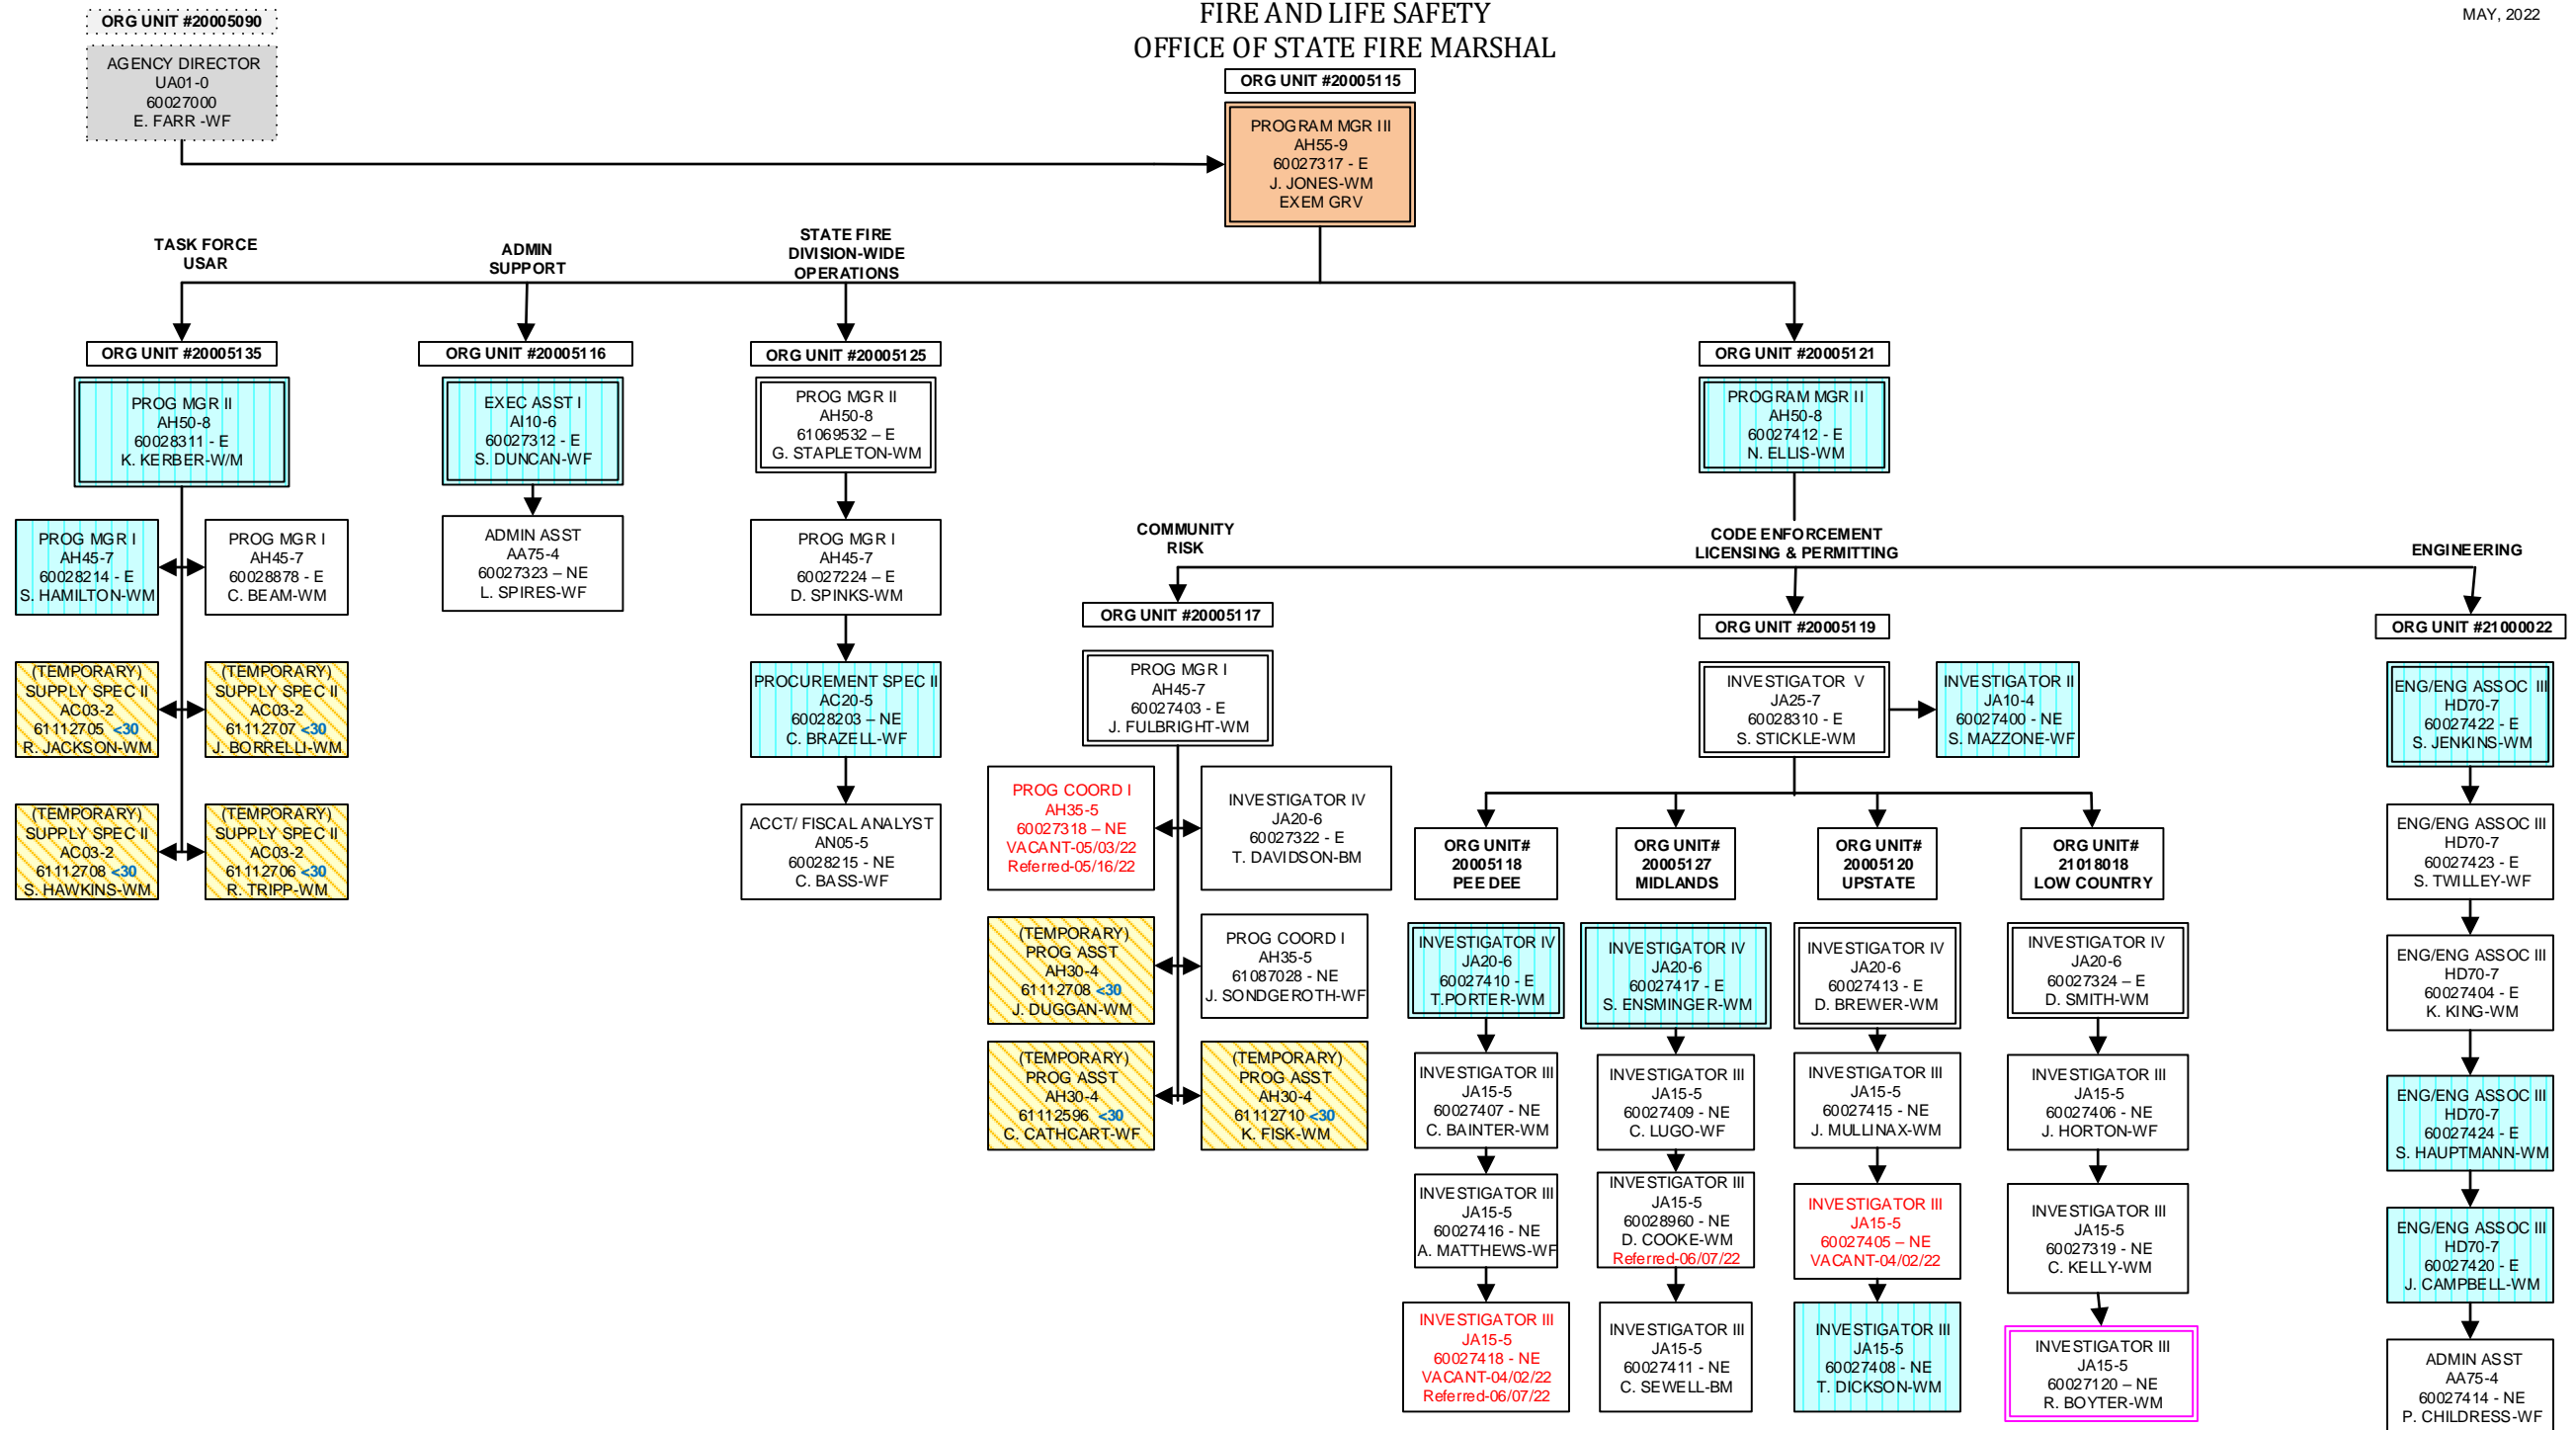 ORG UNIT #20005090
AGENCY DIRECTOR
UA01-0
60027000
E. FARR -WF
FIRE AND LIFE SAFETY
OFFICE OF STATE FIRE MARSHAL
MAY, 2022
ORG UNIT #20005115
PROGRAM MGR III
AH55-9
60027317 - E
J. JONES-WM
EXEM GRV
TASK FORCE
USAR
ADMIN
SUPPORT
STATE FIRE
DIVISION-WIDE
OPERATIONS
ORG UNIT #20005135
PROG MGR II
AH50-8
60028311 - E
K. KERBER-W/M
PROG MGR I
AH45-7
60028214 - E
S. HAMILTON-WM
PROG MGR I
AH45-7
60028878 - E
C. BEAM-WM
(TEMPORARY)
SUPPLY SPEC II
AC03-2
61112705 <30
R. JACKSON-WM
(TEMPORARY)
SUPPLY SPEC II
AC03-2
61112707 <30
J. BORRELLI-WM
(TEMPORARY)
SUPPLY SPEC II
AC03-2
61112708 <30
S. HAWKINS-WM
(TEMPORARY)
SUPPLY SPEC II
AC03-2
61112706 <30
R. TRIPP-WM
ORG UNIT #20005116
EXEC ASST I
AI10-6
60027312 - E
S. DUNCAN-WF
ADMIN ASST
AA75-4
60027323 – NE
L. SPIRES-WF
ORG UNIT #20005125
PROG MGR II
AH50-8
61069532 – E
G. STAPLETON-WM
PROG MGR I
AH45-7
60027224 – E
D. SPINKS-WM
PROCUREMENT SPEC II
AC20-5
60028203 – NE
C. BRAZELL-WF
ACCT/ FISCAL ANALYST
AN05-5
60028215 - NE
C. BASS-WF
ORG UNIT #20005121
PROGRAM MGR II
AH50-8
60027412 - E
N. ELLIS-WM
COMMUNITY
RISK
CODE ENFORCEMENT
LICENSING & PERMITTING
ENGINEERING
ORG UNIT #20005117
PROG MGR I
AH45-7
60027403 - E
J. FULBRIGHT-WM
PROG COORD I
AH35-5
60027318 – NE
VACANT-05/03/22
Referred-05/16/22
INVESTIGATOR IV
JA20-6
60027322 - E
T. DAVIDSON-BM
(TEMPORARY)
PROG ASST
AH30-4
61112708 <30
J. DUGGAN-WM
PROG COORD I
AH35-5
61087028 - NE
J. SONDGEROTH-WF
(TEMPORARY)
PROG ASST
AH30-4
61112596 <30
C. CATHCART-WF
(TEMPORARY)
PROG ASST
AH30-4
61112710 <30
K. FISK-WM
ORG UNIT #20005119
INVESTIGATOR V
JA25-7
60028310 - E
S. STICKLE-WM
INVESTIGATOR II
JA10-4
60027400 - NE
S. MAZZONE-WF
ORG UNIT#
20005118
PEE DEE
INVESTIGATOR IV
JA20-6
60027410 - E
T.PORTER-WM
INVESTIGATOR III
JA15-5
60027407 - NE
C. BAINTER-WM
INVESTIGATOR III
JA15-5
60027416 - NE
A. MATTHEWS-WF
INVESTIGATOR III
JA15-5
60027418 - NE
VACANT-04/02/22
Referred-06/07/22
ORG UNIT#
20005127
MIDLANDS
INVESTIGATOR IV
JA20-6
60027417 - E
S. ENSMINGER-WM
INVESTIGATOR III
JA15-5
60027409 - NE
C. LUGO-WF
INVESTIGATOR III
JA15-5
60028960 - NE
D. COOKE-WM
Referred-06/07/22
INVESTIGATOR III
JA15-5
60027411 - NE
C. SEWELL-BM
ORG UNIT#
20005120
UPSTATE
INVESTIGATOR IV
JA20-6
60027413 - E
D. BREWER-WM
INVESTIGATOR III
JA15-5
60027415 - NE
J. MULLINAX-WM
INVESTIGATOR III
JA15-5
60027405 – NE
VACANT-04/02/22
INVESTIGATOR III
JA15-5
60027408 - NE
T. DICKSON-WM
ORG UNIT#
21018018
LOW COUNTRY
INVESTIGATOR IV
JA20-6
60027324 – E
D. SMITH-WM
INVESTIGATOR III
JA15-5
60027406 - NE
J. HORTON-WF
INVESTIGATOR III
JA15-5
60027319 - NE
C. KELLY-WM
INVESTIGATOR III
JA15-5
60027120 – NE
R. BOYTER-WM
ORG UNIT #21000022
ENG/ENG ASSOC III
HD70-7
60027422 - E
S. JENKINS-WM
ENG/ENG ASSOC III
HD70-7
60027423 - E
S. TWILLEY-WF
ENG/ENG ASSOC III
HD70-7
60027404 - E
K. KING-WM
ENG/ENG ASSOC III
HD70-7
60027424 - E
S. HAUPTMANN-WM
ENG/ENG ASSOC III
HD70-7
60027420 - E
J. CAMPBELL-WM
ADMIN ASST
AA75-4
60027414 - NE
P. CHILDRESS-WF